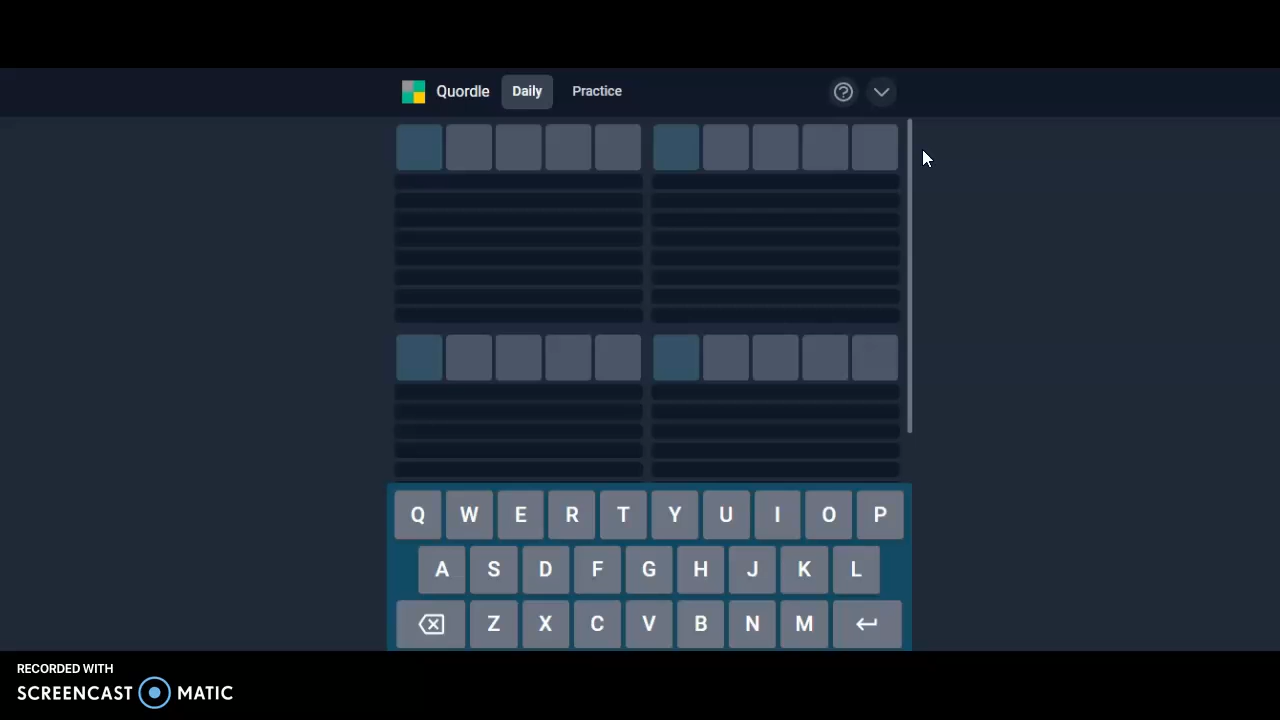 Quordle Daily Practice
Q W E R T Y U I O P
A S D F G H J K L
Z X C V B N M
RECORDED WITH
SCREENCAST MATIC